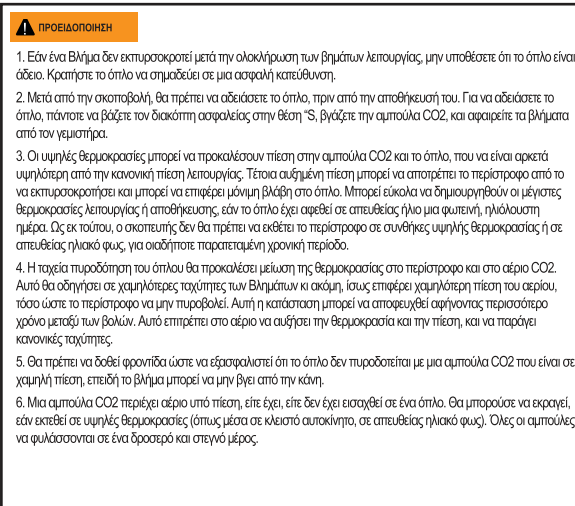 ΠΡΟΕΙΔΟΠΟΙΗΣΗ
1. Εάν ένα Βλήμα δεν εκπυρσοκροτεί μετά την ολοκλήρωση των βημάτων λειτουργίας, μην υποθέσετε ότι το όπλο είναι
άδειο. Κρατήστε το όπλο να σημαδεύει σε μια ασφαλή κατεύθυνση.
2. Μετά από την σκοποβολή, θα πρέπει να αδειάσετε το όπλο, πριν από την αποθήκευσή του. Για να αδειάσετε το
όπλο, πάντοτε να βάζετε τον διακόπτη ασφαλείας στην θέση “S, βγάζετε την αμπούλα CO2, και αφαιρείτε τα βλήματα
από τον γεμιστήρα.
3. Οι υψηλές θερμοκρασίες μπορεί να προκαλέσουν πίεση στην αμπούλα CO2 και το όπλο, που να είναι αρκετά
υψηλότερη από την κανονική πίεση λειτουργίας. Τέτοια αυξημένη πίεση μπορεί να αποτρέπει το περίστροφο από το
να εκπυρσοκροτήσει και μπορεί να επιφέρει μόνιμη βλάβη στο όπλο. Μπορεί εύκολα να δημιουργηθούν οι μέγιστες
θερμοκρασίες λειτουργίας ή αποθήκευσης, εάν το όπλο έχει αφεθεί σε απευθείας ήλιο μια φωτεινή, ηλιόλουστη
ημέρα. Ως εκ τούτου, ο σκοπευτής δεν θα πρέπει να εκθέτει το περίστροφο σε συνθήκες υψηλής θερμοκρασίας ή σε
απευθείας ηλιακό φως, για οιαδήποτε παρατεταμένη χρονική περίοδο.
4. Η ταχεία πυροδότηση του όπλου θα προκαλέσει μείωση της θερμοκρασίας στο περίστροφο και στο αέριο CO2.
Αυτό θα οδηγήσει σε χαμηλότερες ταχύτητες των Βλημάτων κι ακόμη, ίσως επιφέρει χαμηλότερη πίεση του αερίου,
τόσο ώστε το περίστροφο να μην πυροβολεί. Αυτή η κατάσταση μπορεί να αποφευχθεί αφήνοντας περισσότερο
χρόνο μεταξύ των βολών. Αυτό επιτρέπει στο αέριο να αυξήσει την θερμοκρασία και την πίεση, και να παράγει
κανονικές ταχύτητες.
5. Θα πρέπει να δοθεί φροντίδα ώστε να εξασφαλιστεί ότι το όπλο δεν πυροδοτείται με μια αμπούλα CO2 που είναι σε
χαμηλή πίεση, επειδή το βλήμα μπορεί να μην βγει από την κάνη.
6. Μια αμπούλα CO2 περιέχει αέριο υπό πίεση, είτε έχει, είτε δεν έχει εισαχθεί σε ένα όπλο. Θα μπορούσε να εκραγεί,
εάν εκτεθεί σε υψηλές θερμοκρασίες (όπως μέσα σε κλειστό αυτοκίνητο, σε απευθείας ηλιακό φως). Όλες οι αμπούλες
να φυλάσσονται σε ένα δροσερό και στεγνό μέρος.